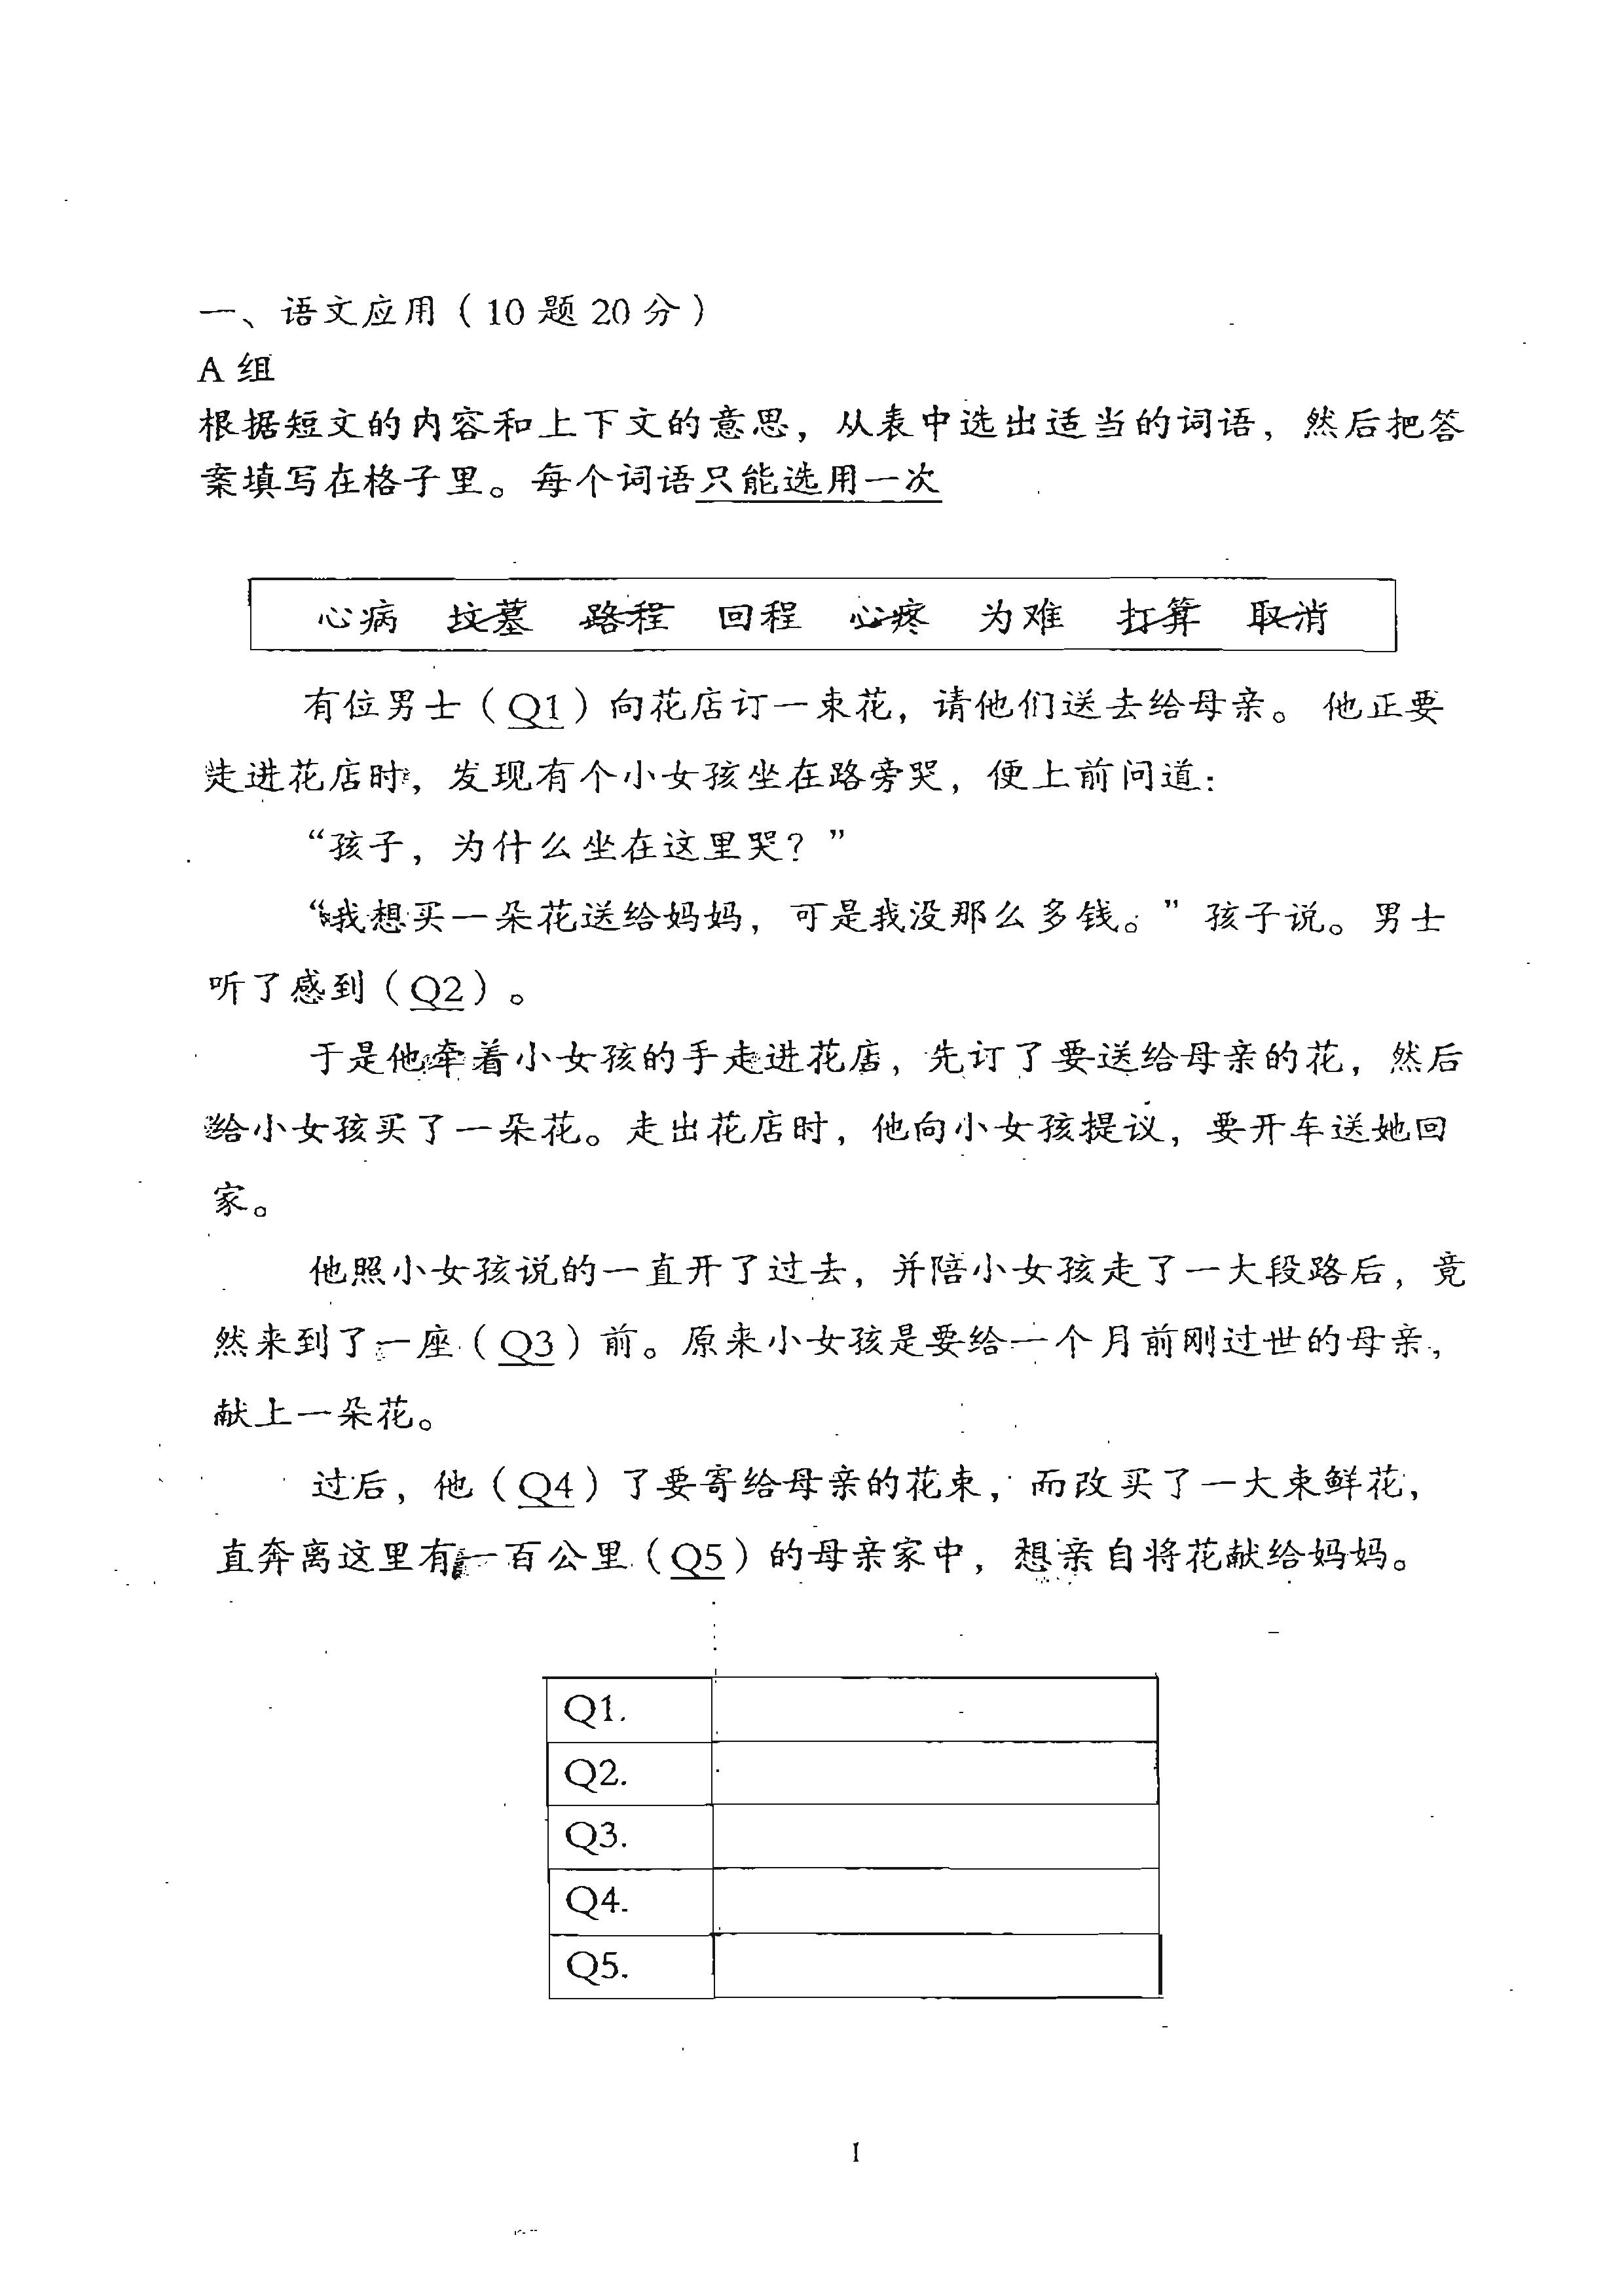 一、语文应用（10 题 20 分）
A 组
根据短文的内容和上下文的意思，从表中选出适当的词语，然后把答
案填写在格子里。每个词语只能选用一次
心病 坟墓 路程 回程 心疼 为难 打算 取消
有位男士（Q1）向花店订一束花，请他们送去给母亲。 他正要
走进花店时，发现有个小女孩坐在路旁哭，便上前问道：
“孩子，为什么坐在这里哭？”
“我想买一朵花送给妈妈，可是我没那么多钱。” 孩子说。男士
听了感到（Q2）。
于是他牵着小女孩的手走进花店，先订了要送给母亲的花，然后
给小女孩买了一朵花。走出花店时，他向小女孩提议，要开车送她回
家。
他照小女孩说的一直开了过去，并陪小女孩走了一大段路后，竟
然来到了一座（Q3）前。原来小女孩是要给一个月前刚过世的母亲，
献上一朵花。
过后，他（Q4）了要寄给母亲的花束，而改买了一大束鲜花，
直奔离这里有一百公里（Q5）的母亲家中，想亲自将花献给妈妈。
Q1.
Q2.
Q3.
Q4.
Q5.
1